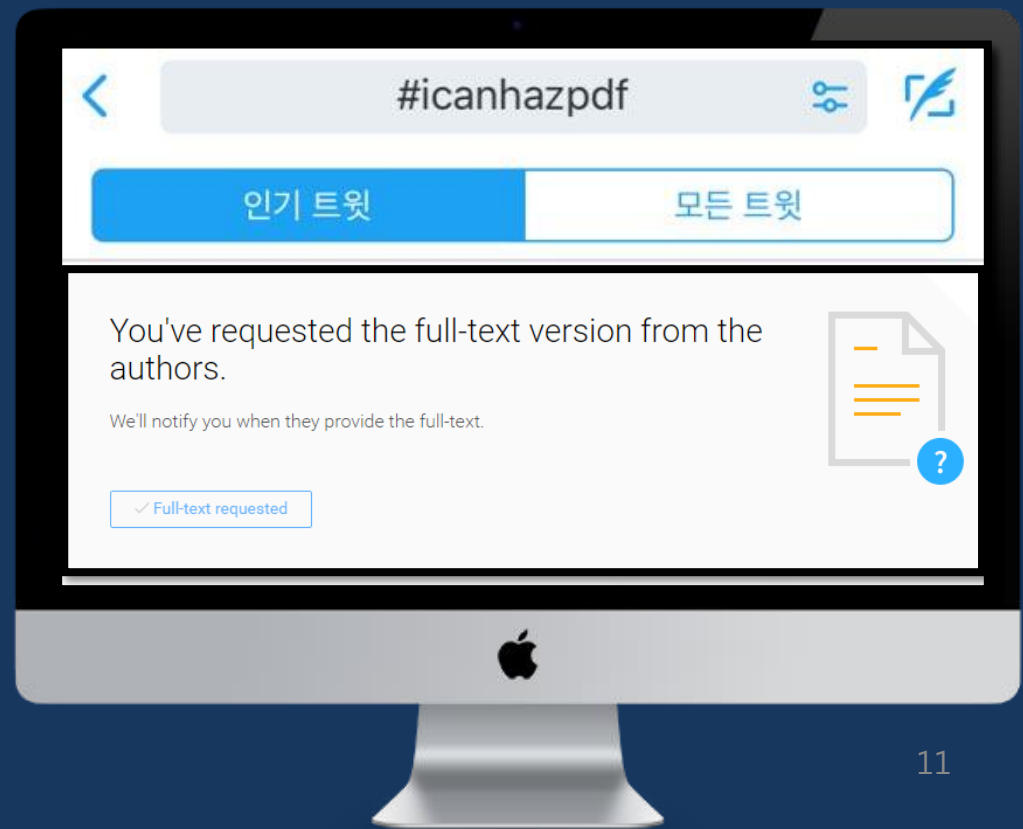 #icanhazpdf
인기 트윗 모든 트윗
You've requested the full-text version from the
authors.
We'll notify you when they provide the full-text.
?
✓ Full-text requested
11